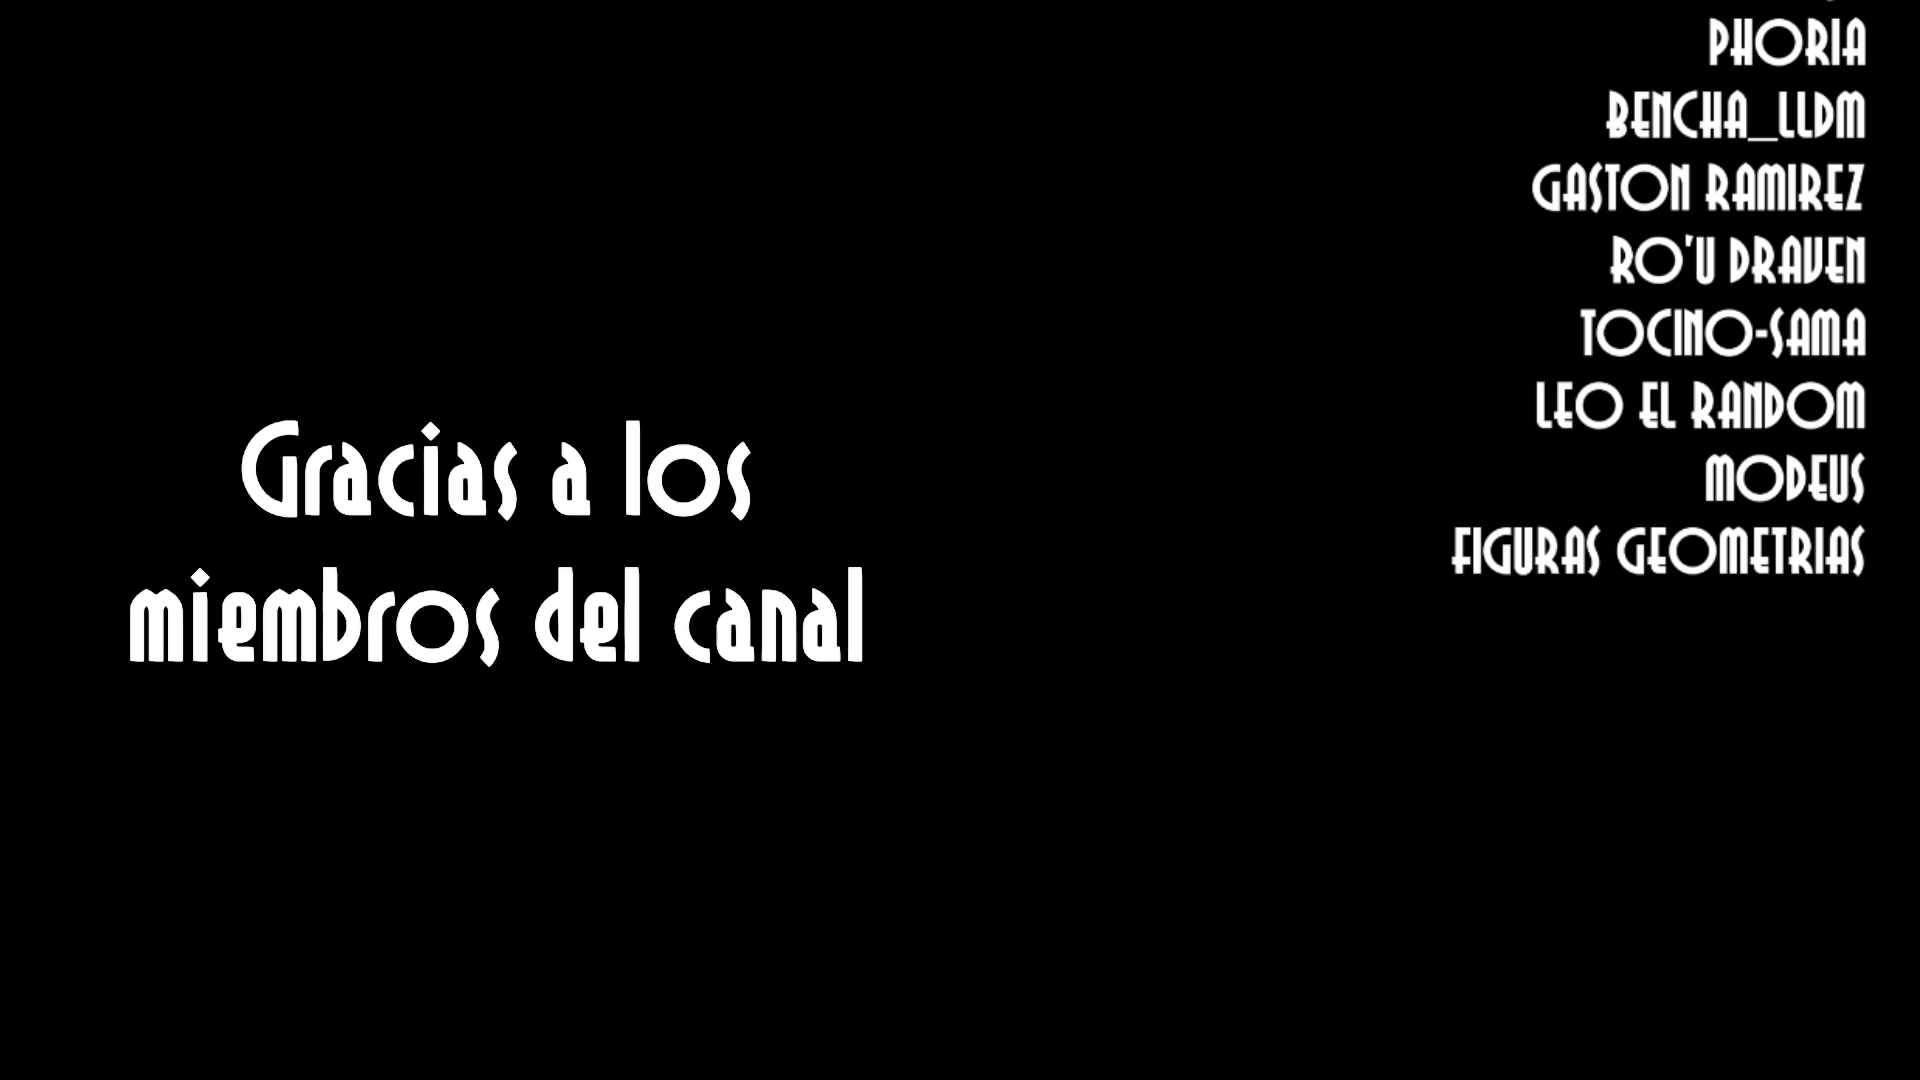 Gracias a los
miembros del canal
PHORIA
BENCHA_LLDM
GASTON RAMIREZ
RO'U DRAVEN
TOCINO-SAMA
LEO EL RANDOM
MODEUS
FIGURAS GEOMETRIAS